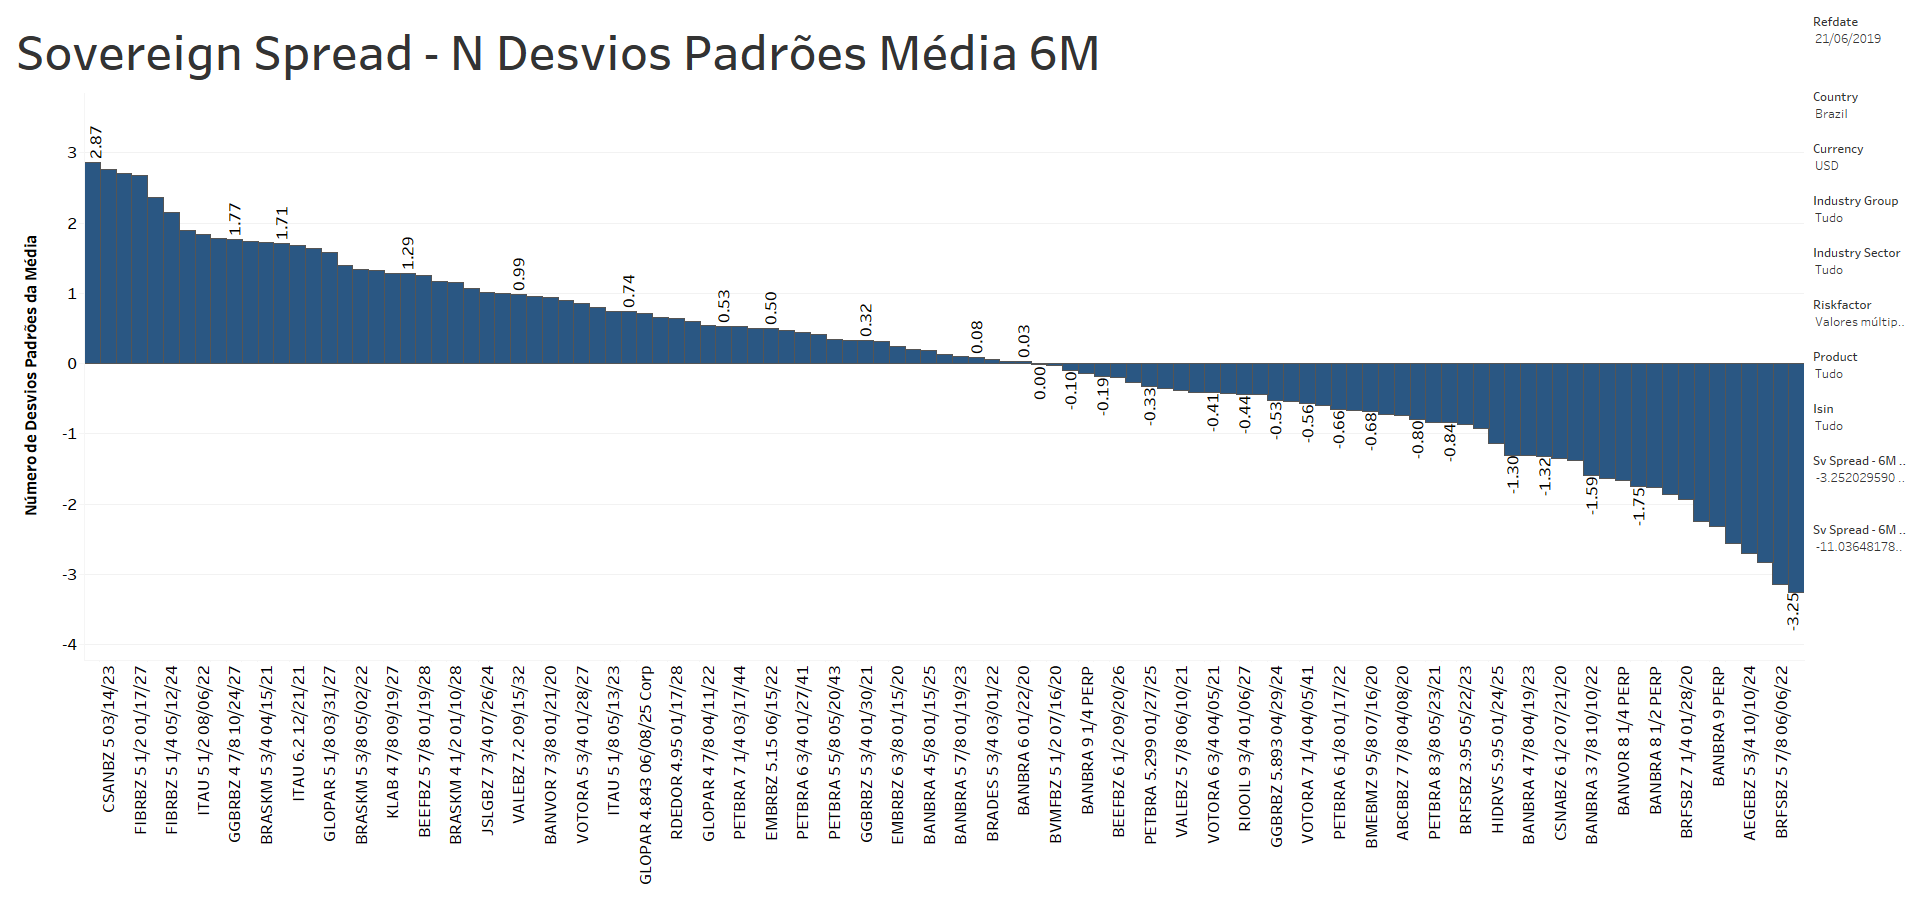 Sovereign Spread - N Desvios Padrões Média 6M
Refdate
21/06/2019
Country
Brazil
Currency
USD
Industry Group
Tudo
Industry Sector
Tudo
Riskfactor
Valores múltip..
Product
Tudo
Isin
Tudo
Sv Spread - 6M ..
-3.252029590 ..
Sv Spread - 6M ..
-11.03648178..
Número de Desvios Padrões da Média
3
2
1
0
-1
-2
-3
-4
2.87
1.77
1.71
1.29
0.99
0.74
0.53
0.50
0.32
0.08
0.03
0.00
-0.10
-0.19
-0.33
-0.41
-0.44
-0.53
-0.56
-0.66
-0.68
-0.80
-0.84
-1.30
-1.32
-1.59
-1.75
-3.25
CSANBZ 5 03/14/23
FIBRBZ 5 1/2 01/17/27
FIBRBZ 5 1/4 05/12/24
ITAU 5 1/2 08/06/22
GGBRBZ 4 7/8 10/24/27
BRASKM 5 3/4 04/15/21
ITAU 6.2 12/21/21
GLOPAR 5 1/8 03/31/27
BRASKM 5 3/8 05/02/22
KLAB 4 7/8 09/19/27
BEEFBZ 5 7/8 01/19/28
BRASKM 4 1/2 01/10/28
JSLGBZ 7 3/4 07/26/24
VALEBZ 7.2 09/15/32
BANVOR 7 3/8 01/21/20
VOTORA 5 3/4 01/28/27
ITAU 5 1/8 05/13/23
GLOPAR 4.843 06/08/25 Corp
RDEDOR 4.95 01/17/28
GLOPAR 4 7/8 04/11/22
PETBRA 7 1/4 03/17/44
EMBRBZ 5.15 06/15/22
PETBRA 6 3/4 01/27/41
PETBRA 5 5/8 05/20/43
GGBRBZ 5 3/4 01/30/21
EMBRBZ 6 3/8 01/15/20
BANBRA 4 5/8 01/15/25
BANBRA 5 7/8 01/19/23
BRADES 5 3/4 03/01/22
BANBRA 6 01/22/20
BVMFBZ 5 1/2 07/16/20
BANBRA 9 1/4 PERP
BEEFBZ 6 1/2 09/20/26
PETBRA 5.299 01/27/25
VALEBZ 5 7/8 06/10/21
VOTORA 6 3/4 04/05/21
RIOOIL 9 3/4 01/06/27
GGBRBZ 5.893 04/29/24
VOTORA 7 1/4 04/05/41
PETBRA 6 1/8 01/17/22
BMEBMZ 9 5/8 07/16/20
ABCBBZ 7 7/8 04/08/20
PETBRA 8 3/8 05/23/21
BRFSBZ 3.95 05/22/23
HIDRVS 5.95 01/24/25
BANBRA 4 7/8 04/19/23
CSNABZ 6 1/2 07/21/20
BANBRA 3 7/8 10/10/22
BANVOR 8 1/4 PERP
BANBRA 8 1/2 PERP
BRFSBZ 7 1/4 01/28/20
BANBRA 9 PERP
AEGEBZ 5 3/4 10/10/24
BRFSBZ 5 7/8 06/06/22